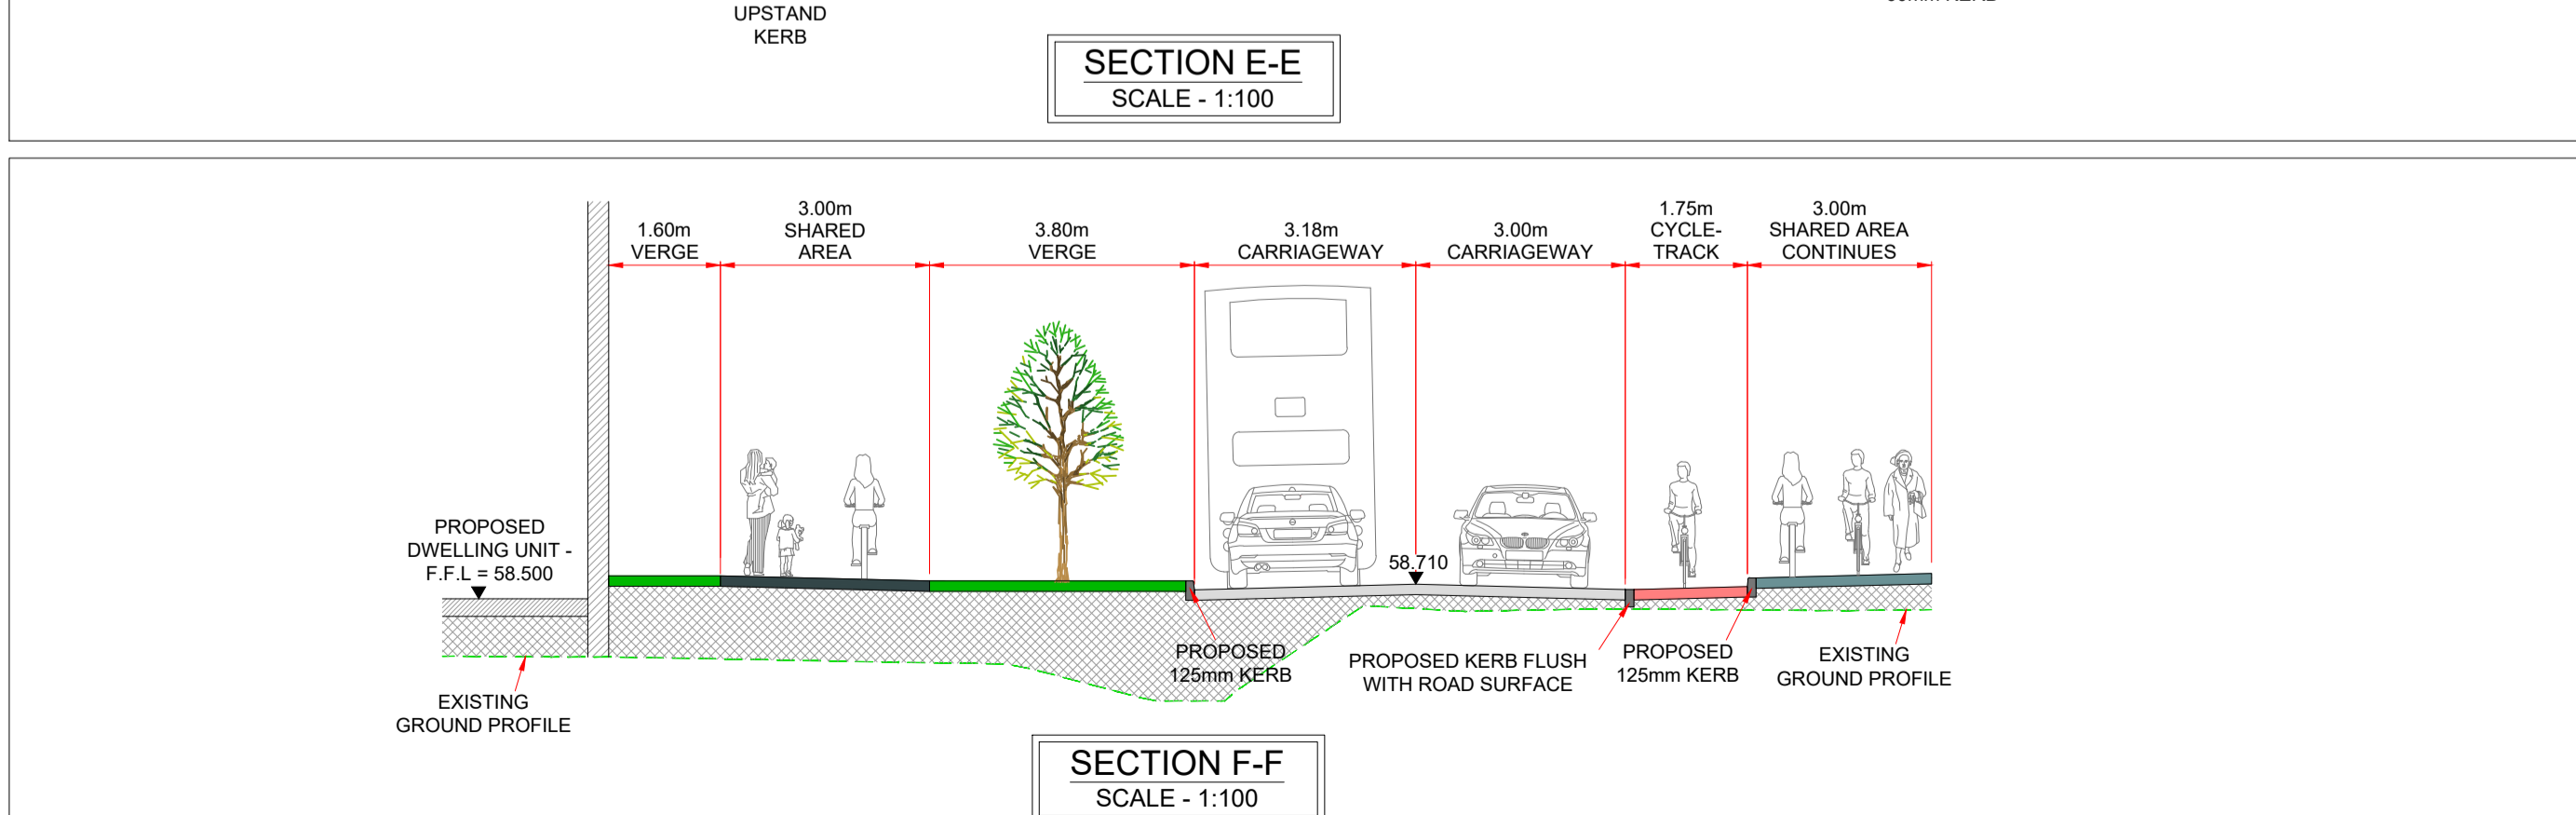 UPSTAND
KERB
SECTION E-E
SCALE - 1:100
1.60m
VERGE
3.00m
SHARED
AREA
3.80m
VERGE
3.18m
CARRIAGEWAY
3.00m
CARRIAGEWAY
1.75m
CYCLE-
TRACK
3.00m
SHARED AREA
CONTINUES
PROPOSED
DWELLING UNIT -
F.F.L = 58.500
58.710
EXISTING
GROUND PROFILE
PROPOSED
125mm KERB
PROPOSED KERB FLUSH
WITH ROAD SURFACE
PROPOSED
125mm KERB
EXISTING
GROUND PROFILE
SECTION F-F
SCALE - 1:100